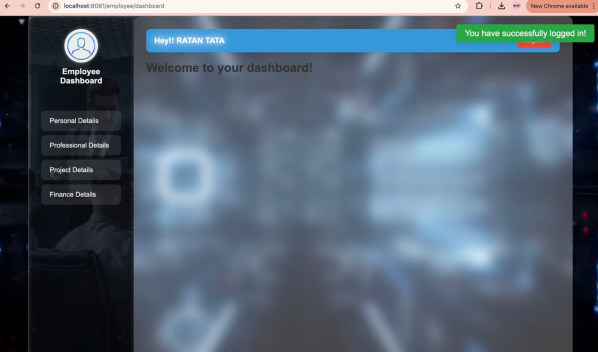 localhost:8081/employee/dashboard
New Chrome available
You have successfully logged in!
Hey!! RATAN TATA
Welcome to your dashboard!
Employee
Dashboard
Personal Details
Professional Details
Project Details
Finance Details